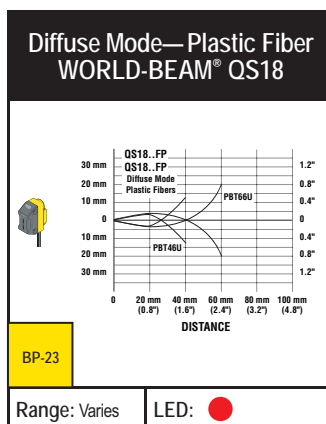 Diffuse Mode—Plastic Fiber
WORLD-BEAM® QS18
QS18..FP
QS18..FP
Diffuse Mode
Plastic Fibers
30 mm
20 mm
10 mm
0
10 mm
20 mm
30 mm
1.2"
0.8"
0.4"
0
0.4"
0.8"
1.2"
PBT66U
PBT46U
0 20 mm 40 mm 60 mm 80 mm 100 mm
(0.8") (1.6") (2.4") (3.2") (4.8")
DISTANCE
BP-23
Range: Varies
LED: